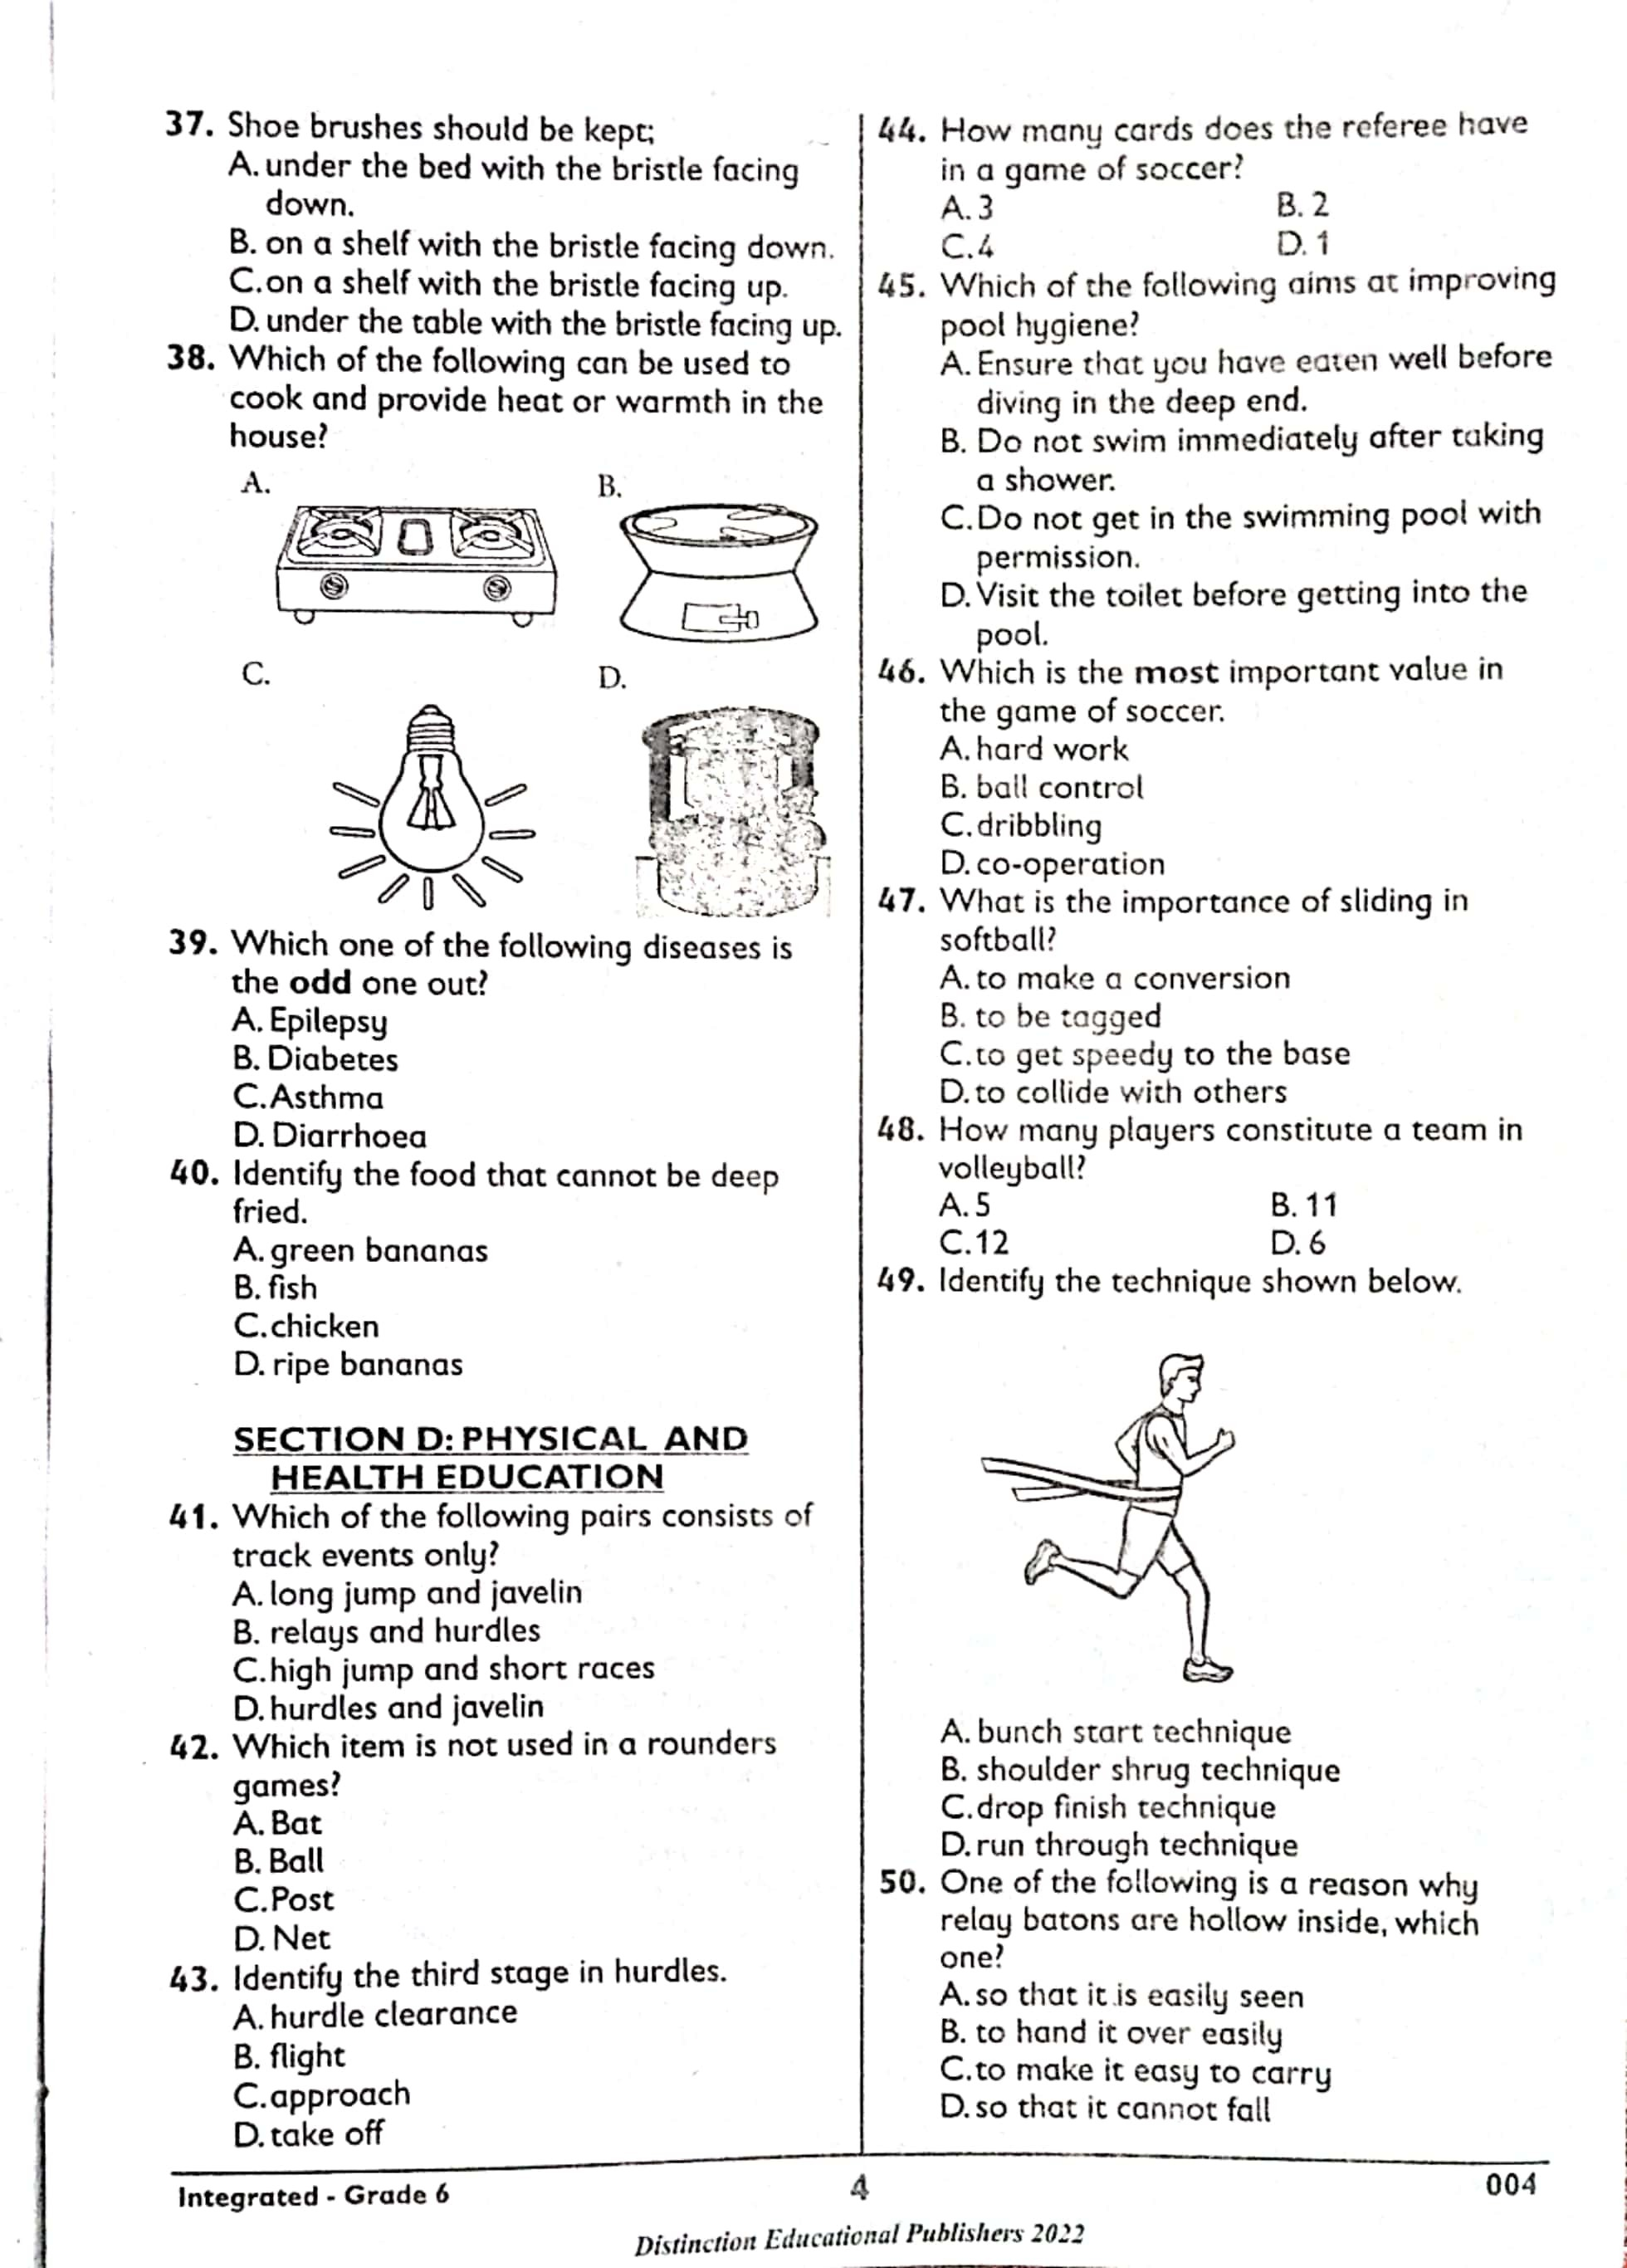 37. Shoe brushes should be kept;
A. under the bed with the bristle facing
down.
B. on a shelf with the bristle facing down.
C. on a shelf with the bristle facing up.
D. under the table with the bristle facing up.
38. Which of the following can be used to
cook and provide heat or warmth in the
house?
A. B.
C. D.
39. Which one of the following diseases is
the odd one out?
A. Epilepsy
B. Diabetes
C. Asthma
D. Diarrhoea
40. Identify the food that cannot be deep
fried.
A. green bananas
B. fish
C. chicken
D. ripe bananas
SECTION D: PHYSICAL AND
HEALTH EDUCATION
41. Which of the following pairs consists of
track events only?
A. long jump and javelin
B. relays and hurdles
C. high jump and short races
D. hurdles and javelin
42. Which item is not used in a rounders
games?
A. Bat
B. Ball
C. Post
D. Net
43. Identify the third stage in hurdles.
A. hurdle clearance
B. flight
C. approach
D. take off
44. How many cards does the referee have
in a game of soccer?
A. 3 B. 2
C. 4 D. 1
45. Which of the following aims at improving
pool hygiene?
A. Ensure that you have eaten well before
diving in the deep end.
B. Do not swim immediately after taking
a shower.
C. Do not get in the swimming pool with
permission.
D. Visit the toilet before getting into the
pool.
46. Which is the most important value in
the game of soccer.
A. hard work
B. ball control
C. dribbling
D. co-operation
47. What is the importance of sliding in
softball?
A. to make a conversion
B. to be tagged
C. to get speedy to the base
D. to collide with others
48. How many players constitute a team in
volleyball?
A. 5 B. 11
C. 12 D. 6
49. Identify the technique shown below.
A. bunch start technique
B. shoulder shrug technique
C. drop finish technique
D. run through technique
50. One of the following is a reason why
relay batons are hollow inside, which
one?
A. so that it is easily seen
B. to hand it over easily
C. to make it easy to carry
D. so that it cannot fall
Integrated - Grade 6 4 004
Distinction Educational Publishers 2022